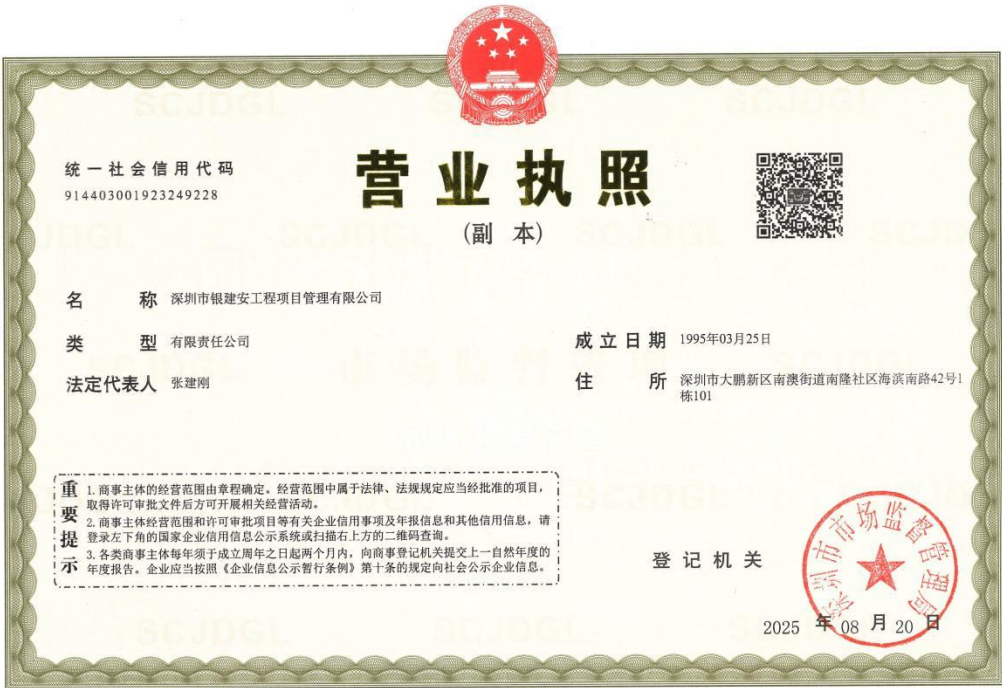 统一社会信用代码
914403001923249228
营业执照
(副 本)
名 称 深圳市银建安工程项目管理有限公司
类 型 有限责任公司
法定代表人 张建刚
成立日期 1995年03月25日
住 所 深圳市大鹏新区南澳街道南隆社区海滨南路42号1
栋101
重要提示
1. 商事主体的经营范围由章程确定。经营范围中属于法律、法规规定应当经批准的项目，
取得许可审批文件后方可开展相关经营活动。
2. 商事主体经营范围和许可审批项目等有关企业信用事项及年报信息和其他信用信息，请
登录左下角的国家企业信用信息公示系统或扫描右上方的二维码查询。
3. 各类商事主体每年须于成立周年之日起两个月内，向商事登记机关提交上一自然年度的
年度报告。企业应当按照《企业信息公示暂行条例》第十条的规定向社会公示企业信息。
登记机关
深圳市市场监督管理局
2025 年 08 月 20 日
SCJDGL